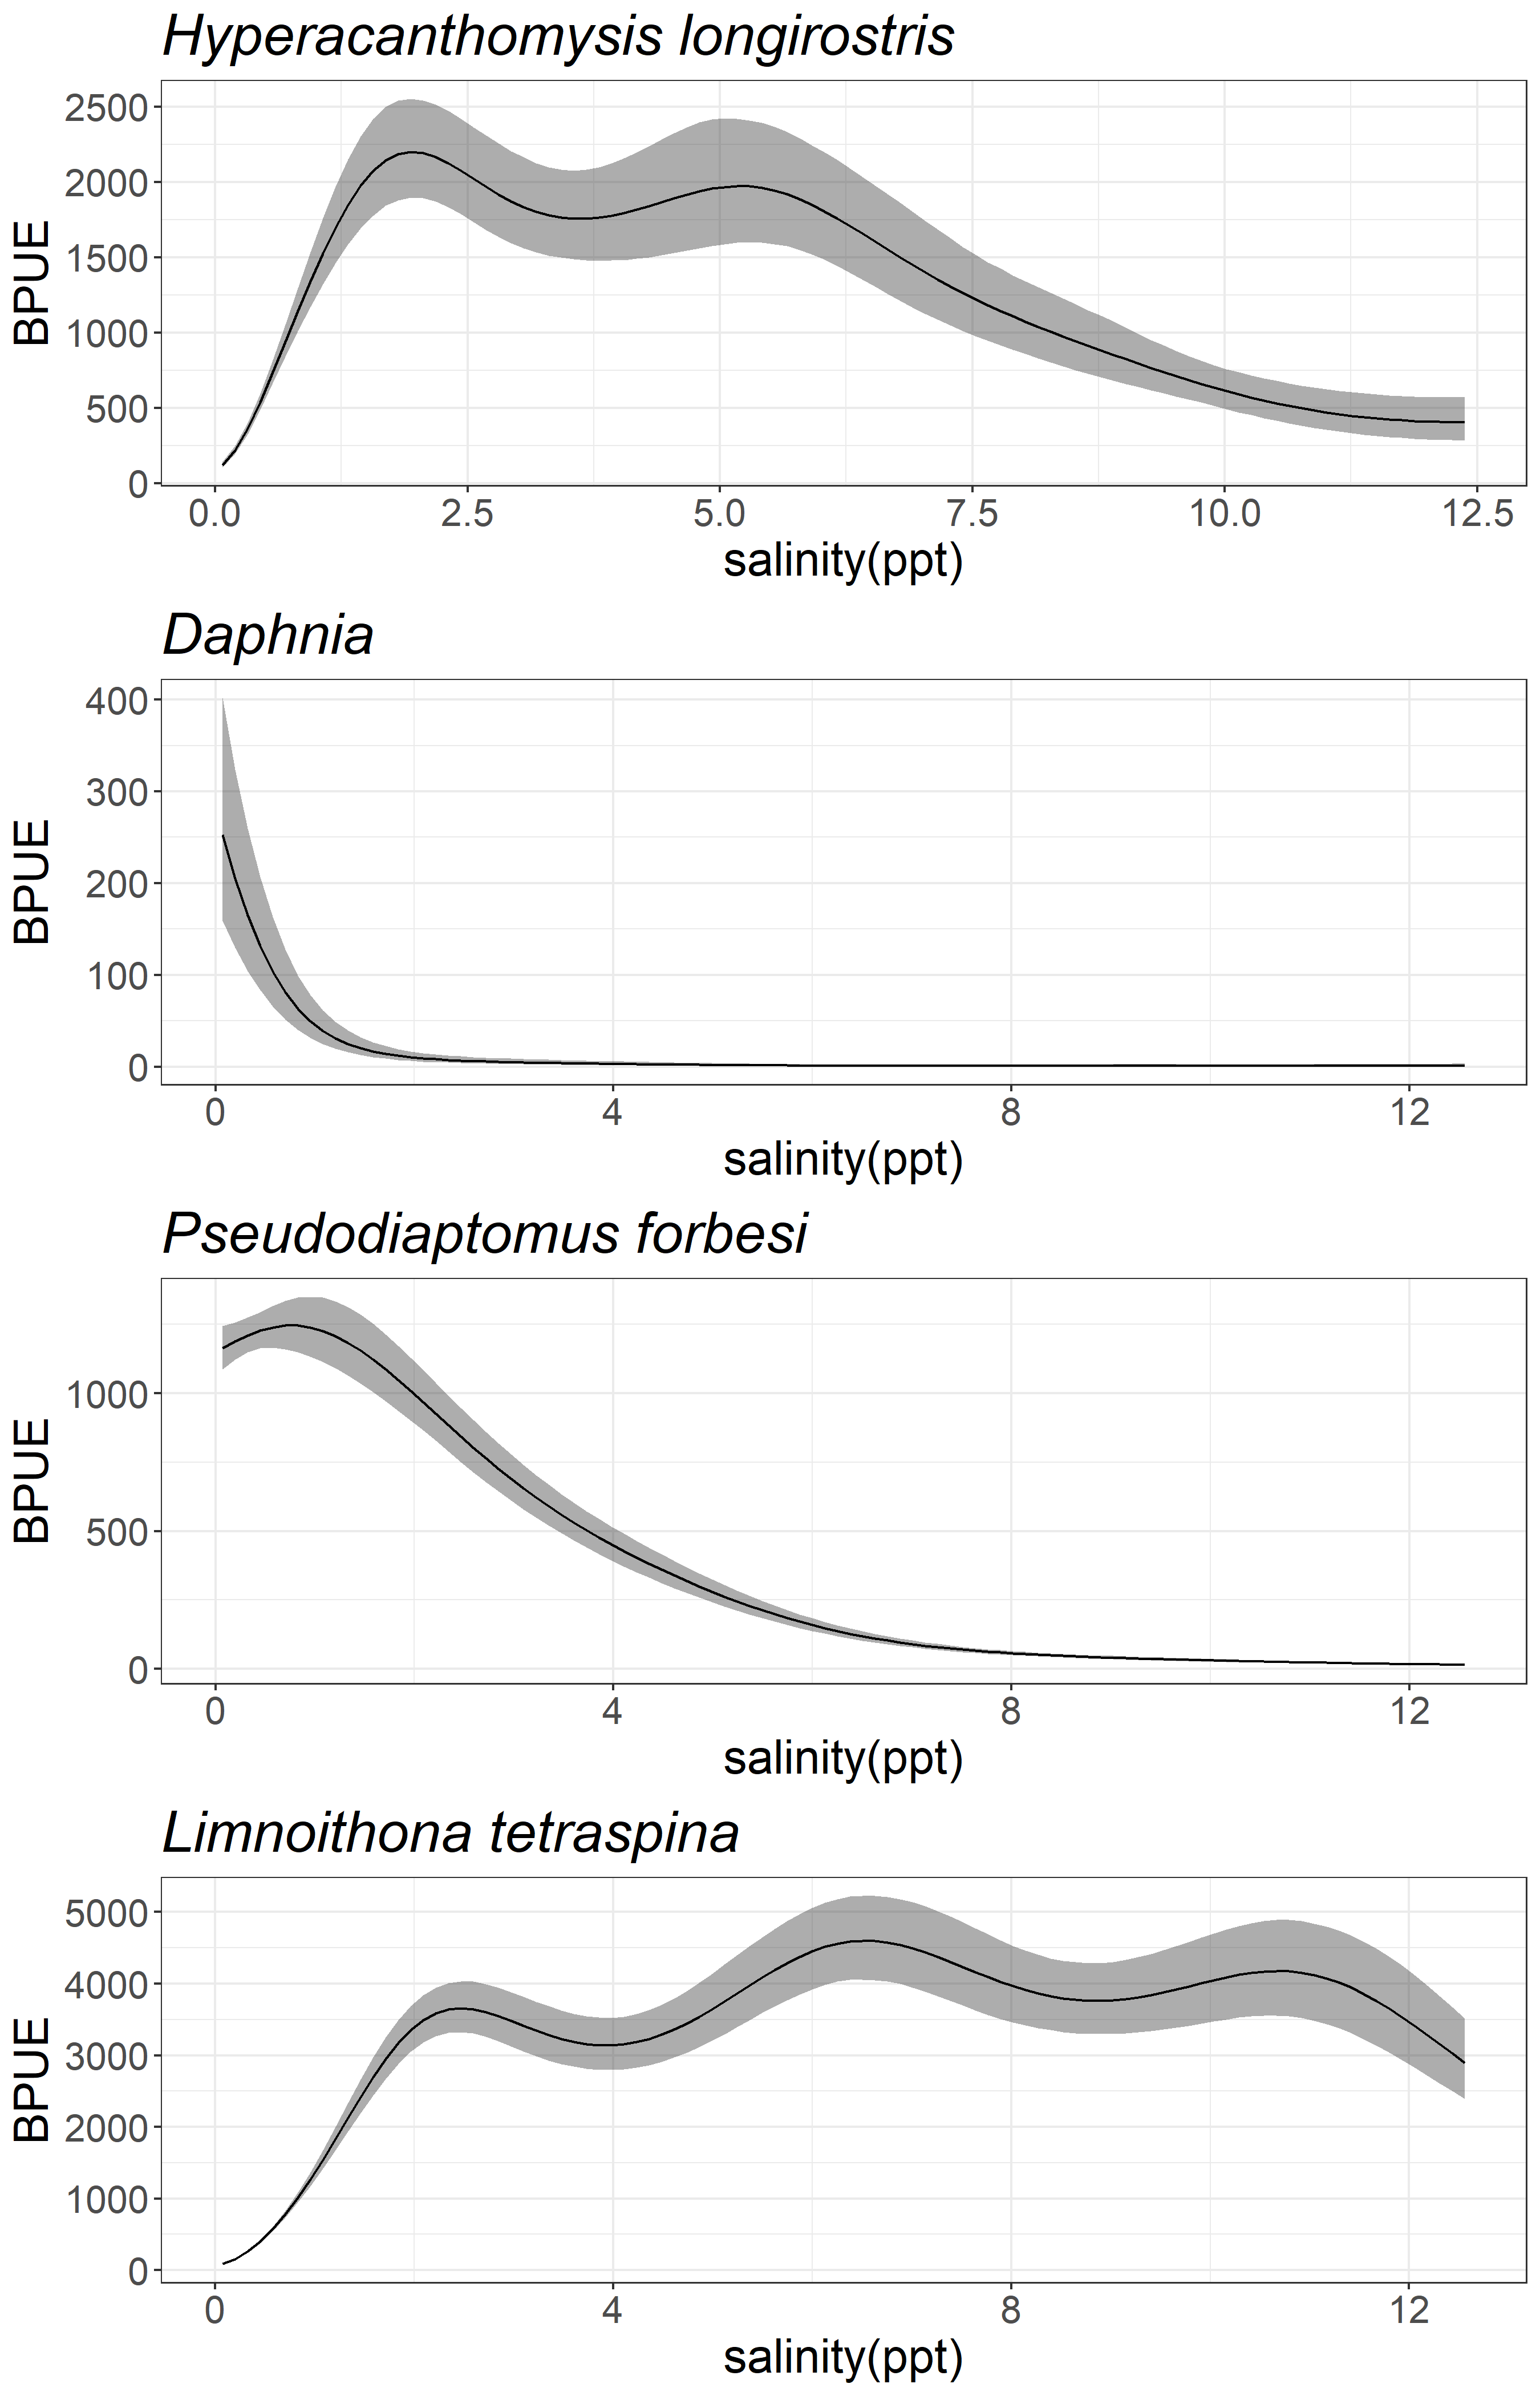 Hyperacanthomysis longirostris
2500
2000
1500
1000
500
0
BPUE
0.0 2.5 5.0 7.5 10.0 12.5
salinity(ppt)
Daphnia
400
300
200
100
0
BPUE
0 4 8 12
salinity(ppt)
Pseudodiaptomus forbesi
1000
500
0
BPUE
0 4 8 12
salinity(ppt)
Limnoithona tetraspina
5000
4000
3000
2000
1000
0
BPUE
0 4 8 12
salinity(ppt)